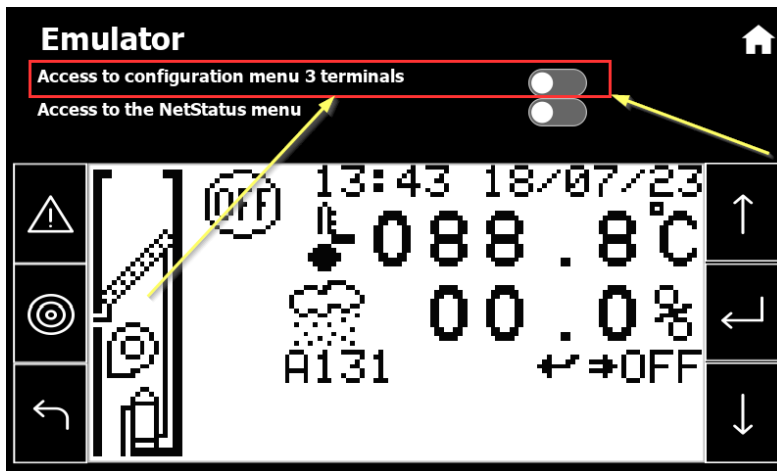 Emulator
Access to configuration menu 3 terminals
Access to the NetStatus menu
13:43 18/07/23
OFF
088.8°C
00.0%
A131
OFF